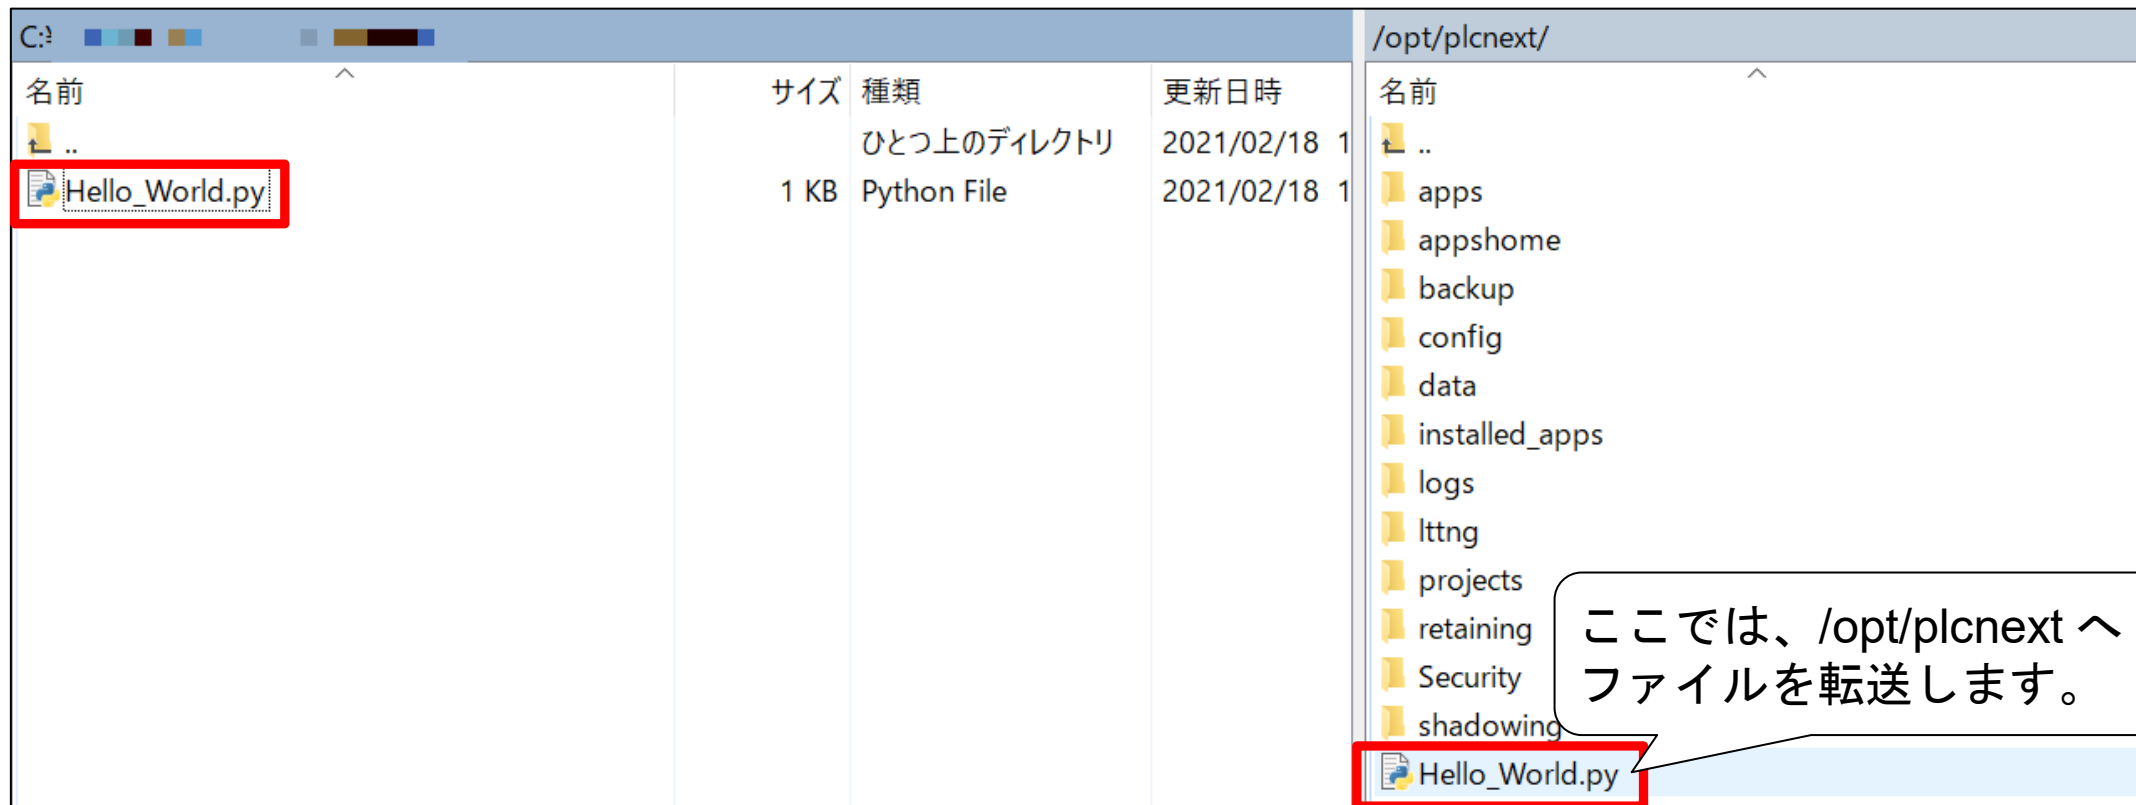 C:¥
名前 サイズ 種類 更新日時
.. ひとつ上のディレクトリ 2021/02/18 1
Hello_World.py 1 KB Python File 2021/02/18 1
/opt/plcnext/
名前
..
apps
appshome
backup
config
data
installed_apps
logs
lttng
projects
retaining
Security
shadowing
Hello_World.py
ここでは、/opt/plcnext へ
ファイルを転送します。